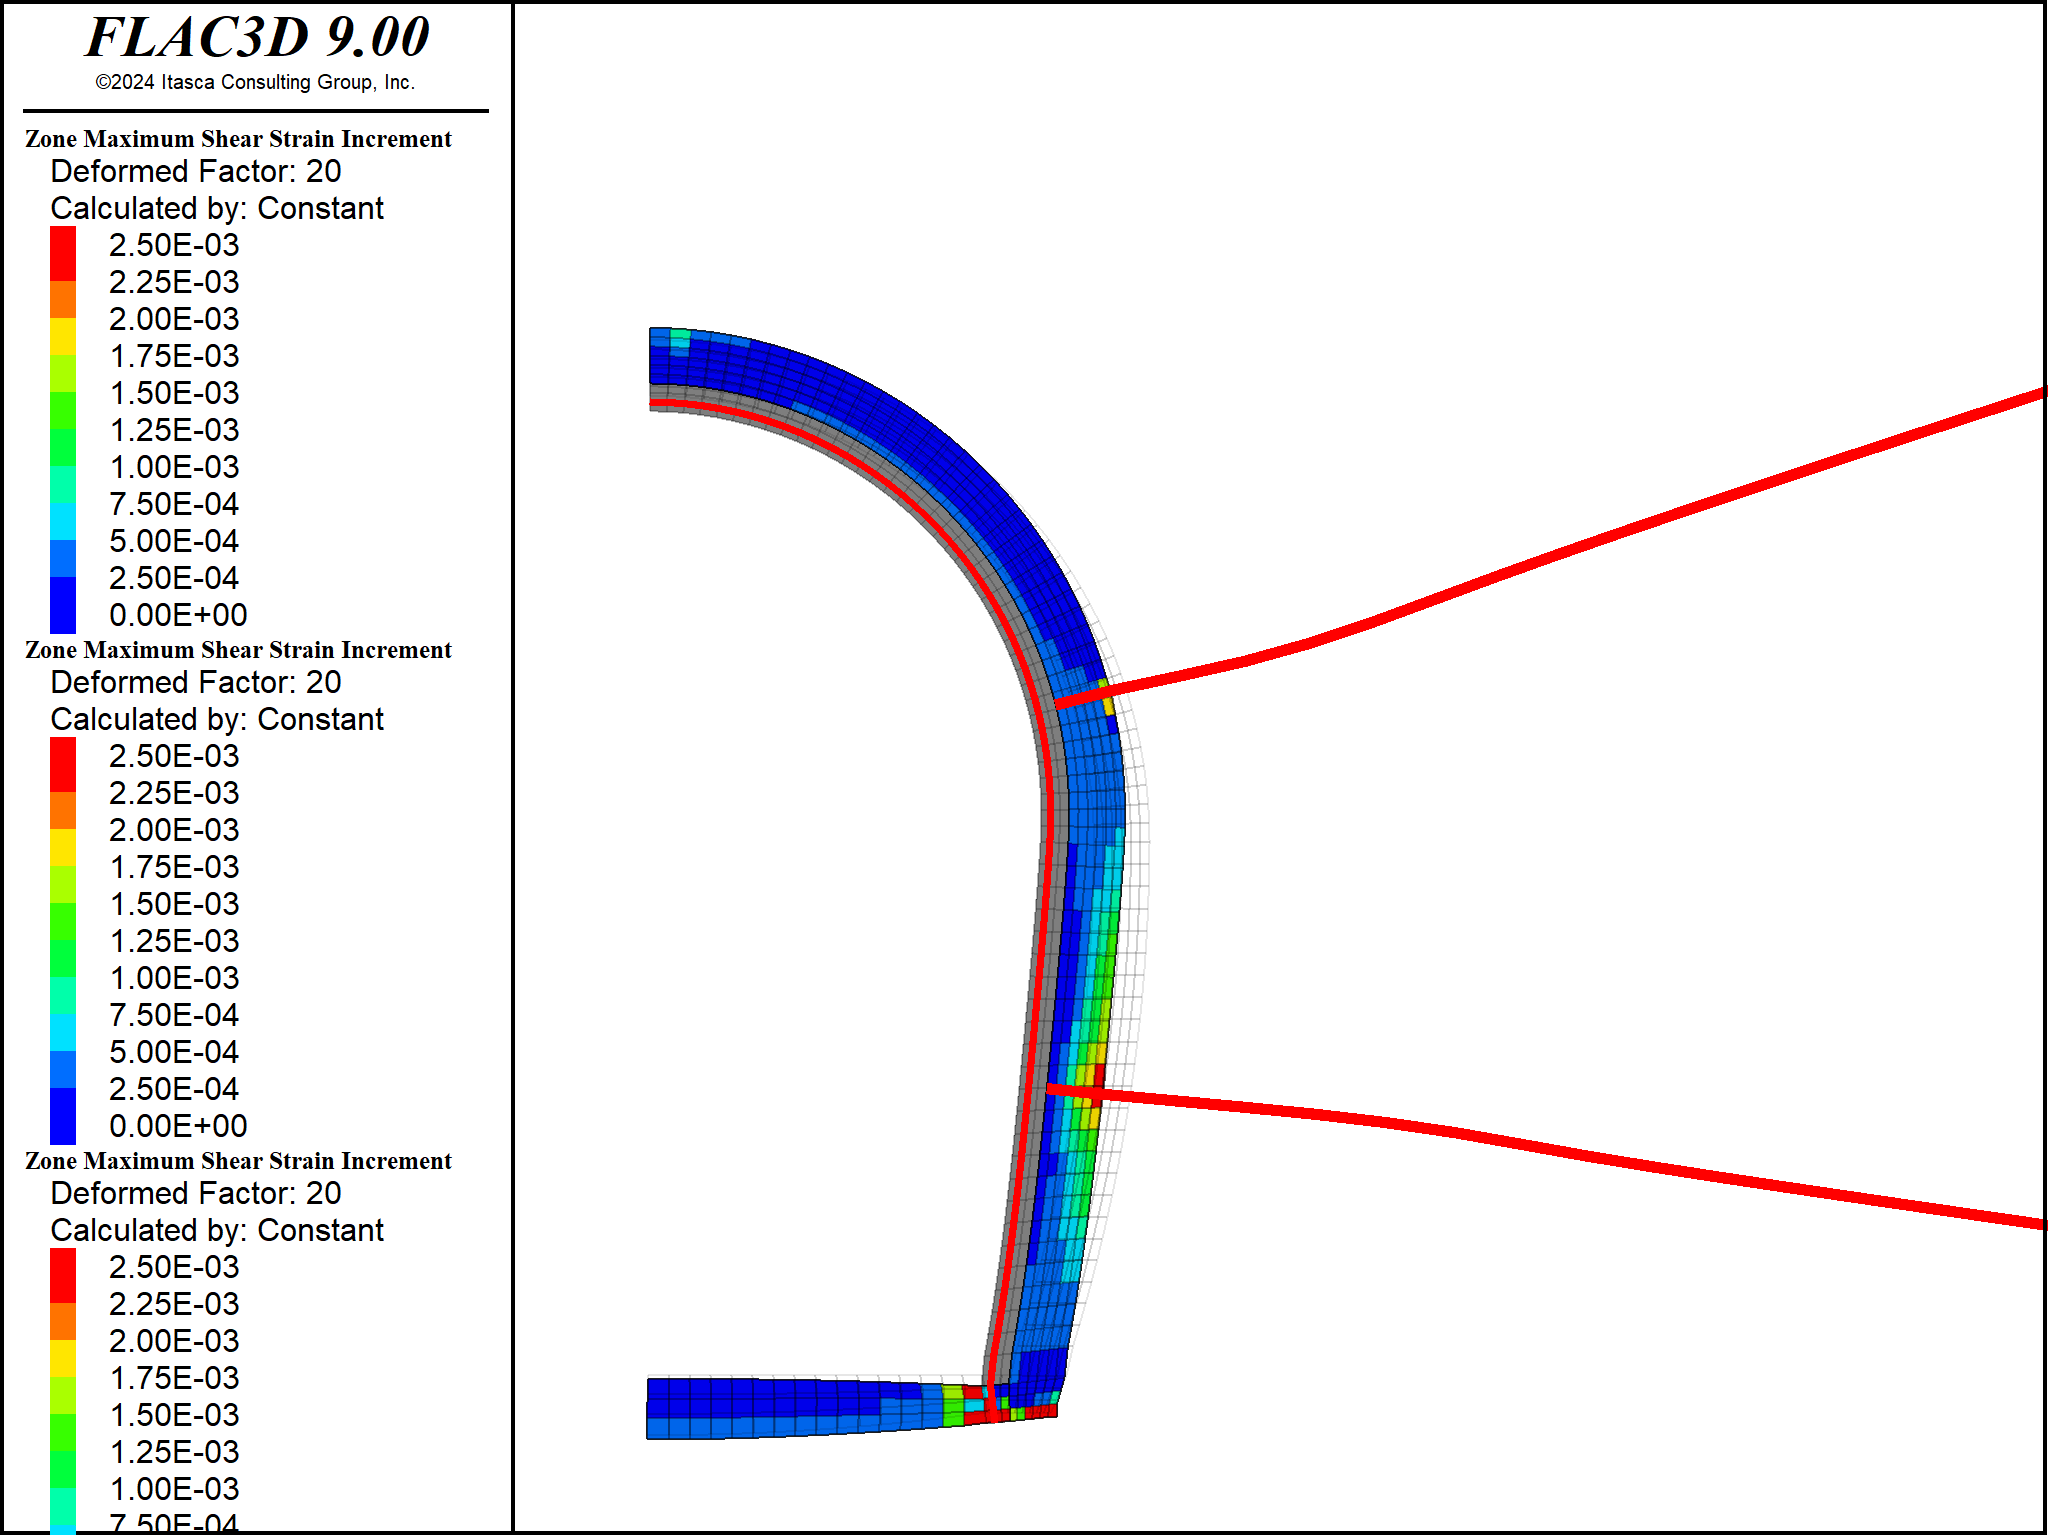 FLAC3D 9.00
©2024 Itasca Consulting Group, Inc.
Zone Maximum Shear Strain Increment
Deformed Factor: 20
Calculated by: Constant
2.50E-03
2.25E-03
2.00E-03
1.75E-03
1.50E-03
1.25E-03
1.00E-03
7.50E-04
5.00E-04
2.50E-04
0.00E+00
Zone Maximum Shear Strain Increment
Deformed Factor: 20
Calculated by: Constant
2.50E-03
2.25E-03
2.00E-03
1.75E-03
1.50E-03
1.25E-03
1.00E-03
7.50E-04
5.00E-04
2.50E-04
0.00E+00
Zone Maximum Shear Strain Increment
Deformed Factor: 20
Calculated by: Constant
2.50E-03
2.25E-03
2.00E-03
1.75E-03
1.50E-03
1.25E-03
1.00E-03
7.50E-04